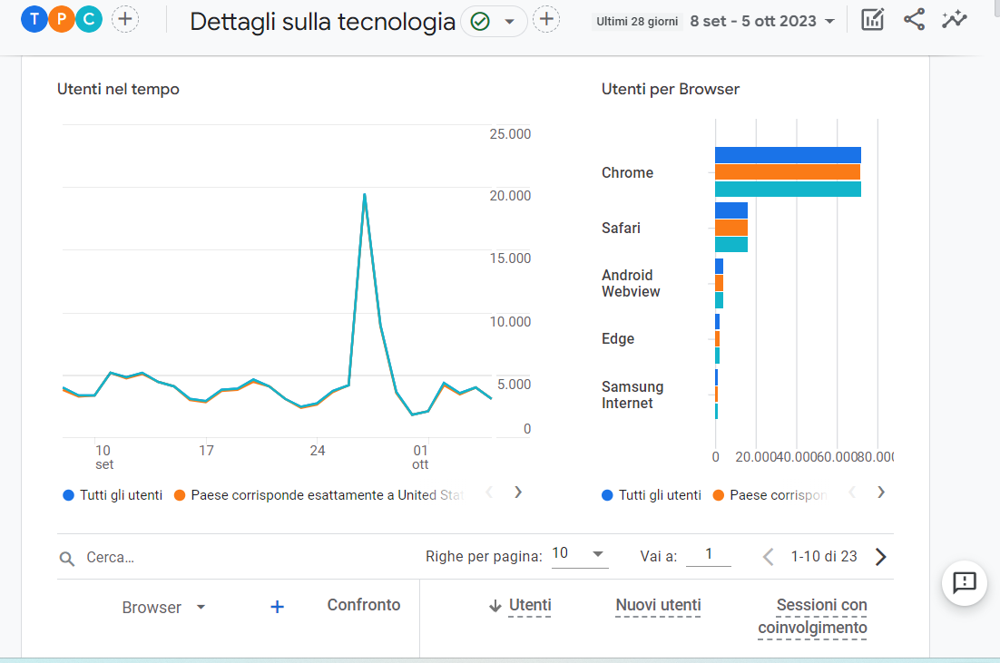 T P C
Dettagli sulla tecnologia
Ultimi 28 giorni 8 set - 5 ott 2023
Utenti nel tempo
25.000
20.000
15.000
10.000
5.000
0
10
set
17
24
01
ott
Tutti gli utenti Paese corrisponde esattamente a United Stat
Utenti per Browser
Chrome
Safari
Android
Webview
Edge
Samsung
Internet
0 20.000 40.000 60.000 80.000
Tutti gli utenti Paese corrispon
Cerca...
Righe per pagina: 10 Vai a: 1 1-10 di 23
Browser + Confronto Utenti Nuovi utenti Sessioni con
coinvolgimento